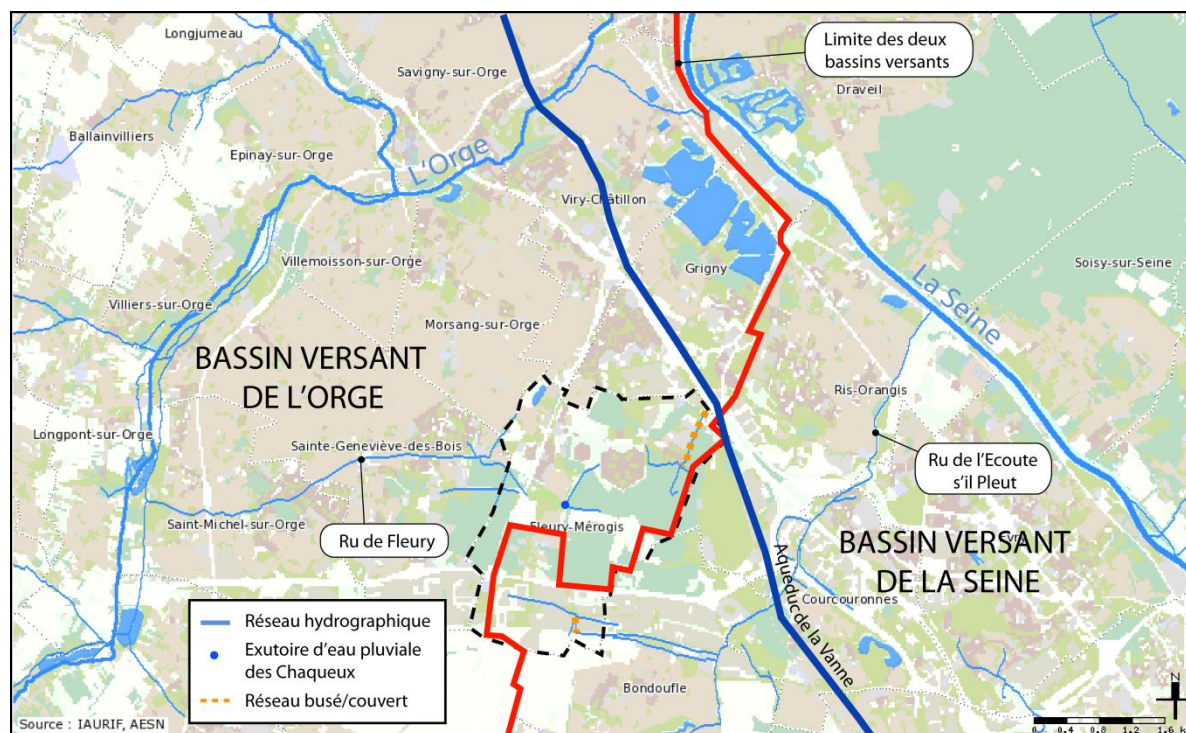 Longjumeau
Limite des deux
bassins versants
Savigny-sur-Orge
Draveil
Ballainvilliers
Epinay-sur-Orge
L'Orge
Viry-Châtillon
Villemoisson-sur-Orge
Grigny
Soisy-sur-Seine
La Seine
Villiers-sur-Orge
Morsang-sur-Orge
BASSIN VERSANT
DE L'ORGE
Ris-Orangis
Longpont-sur-Orge
Sainte-Geneviève-des-Bois
Ru de l'Ecoute
s'il Pleut
Saint-Michel-sur-Orge
Ru de Fleury
Fleury-Mérogis
BASSIN VERSANT
DE LA SEINE
Aqueduc de la Vanne
Courcouronnes
Réseau hydrographique
Exutoire d'eau pluviale
des Chaqueux
Réseau busé/couvert
Bondoufle
N
Source : IAURIF, AESN
0 0.4 0.8 1.2 1.6